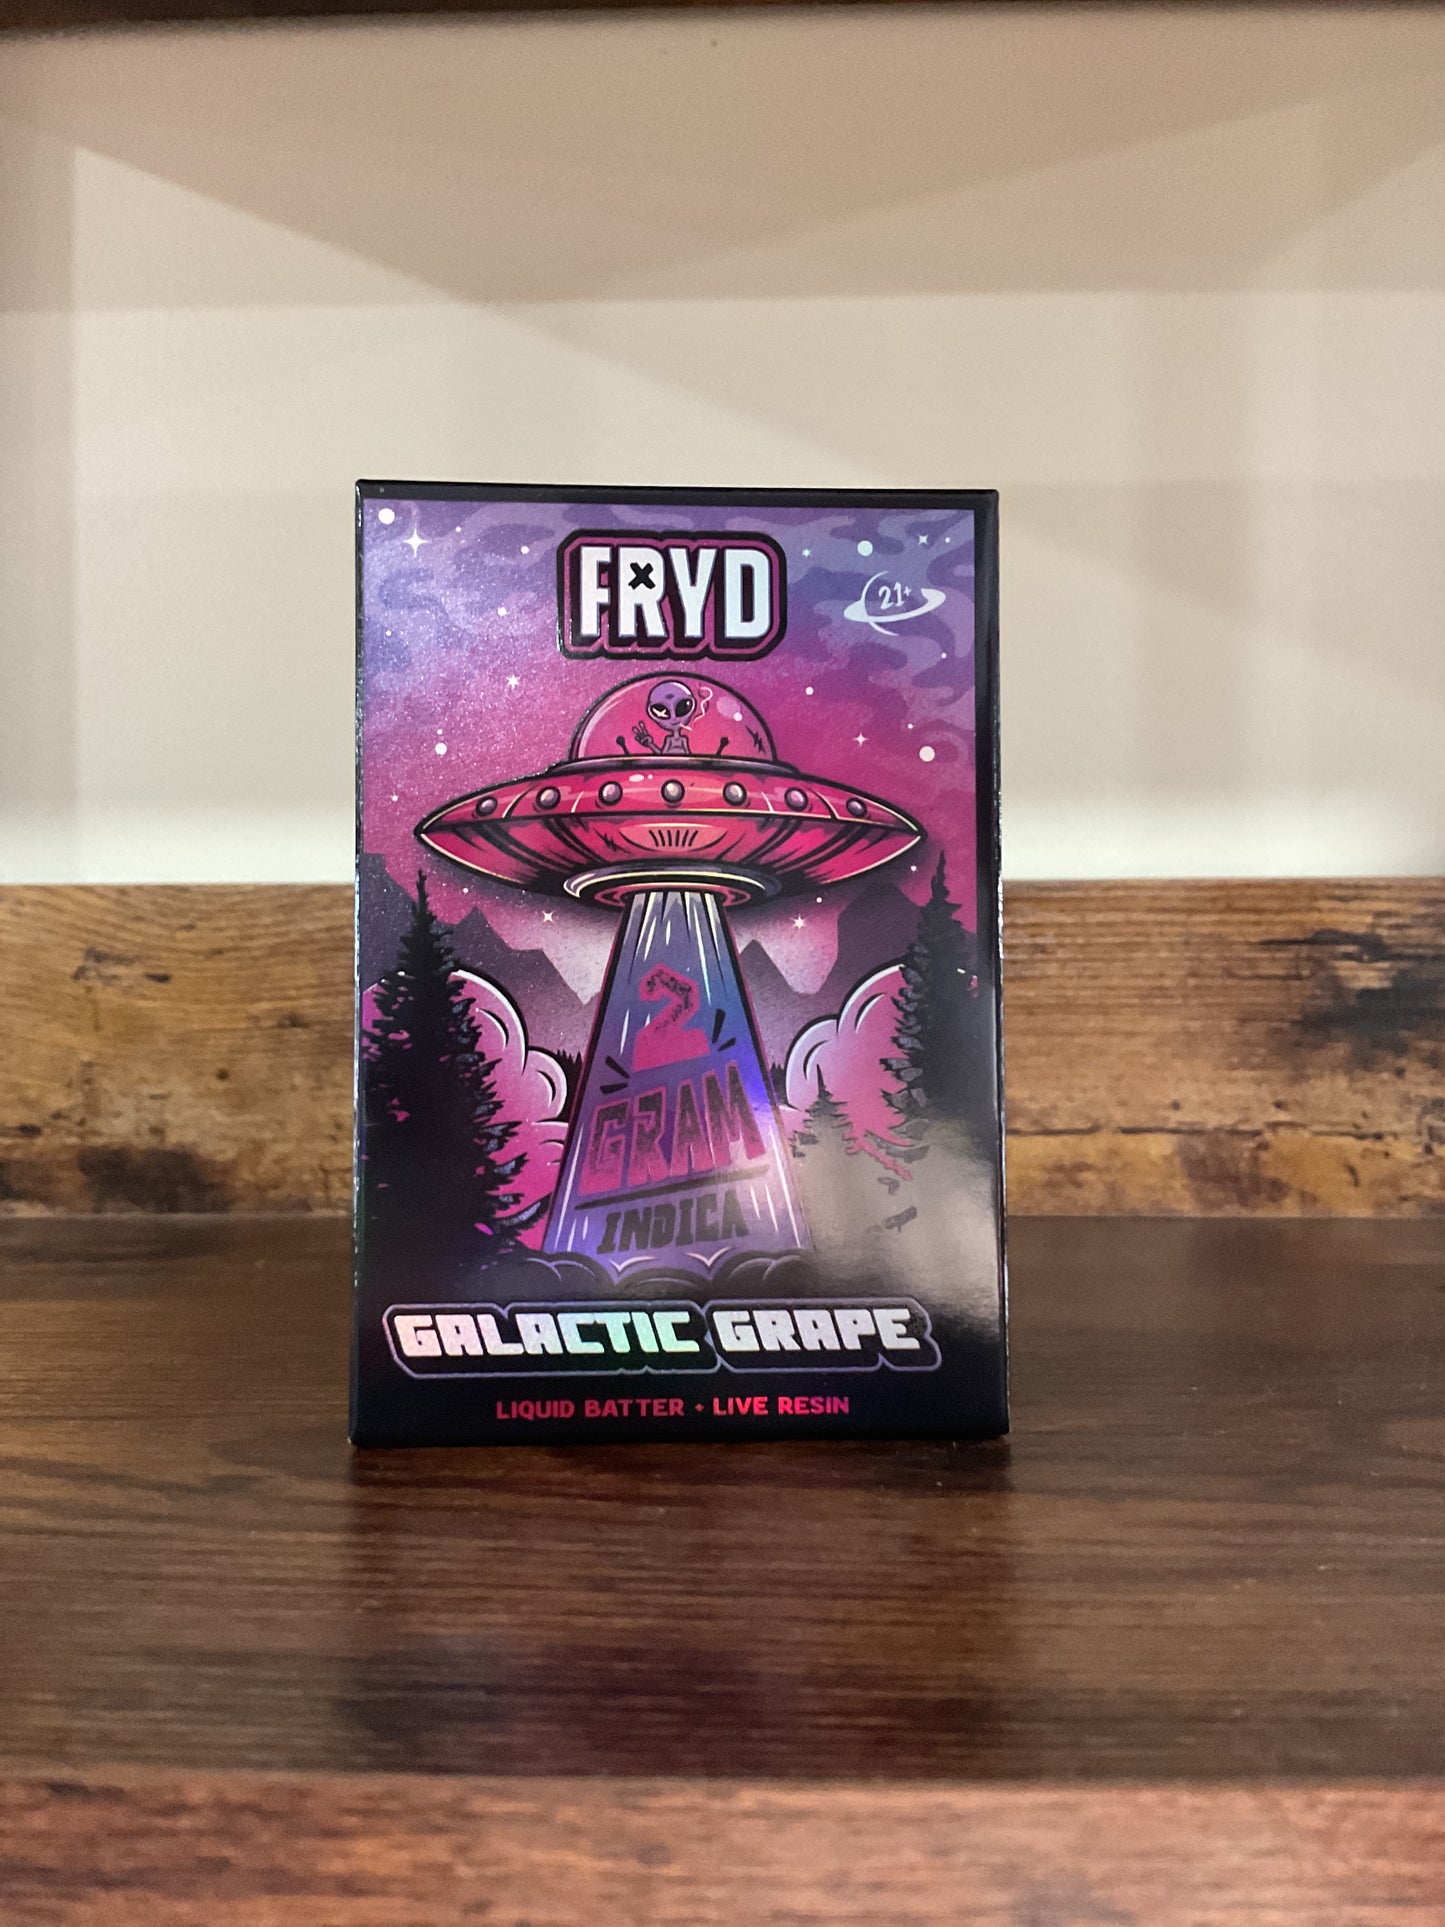 FRYD
21+
2
GRAM
INDICA
GALACTIC GRAPE
LIQUID BATTER + LIVE RESIN